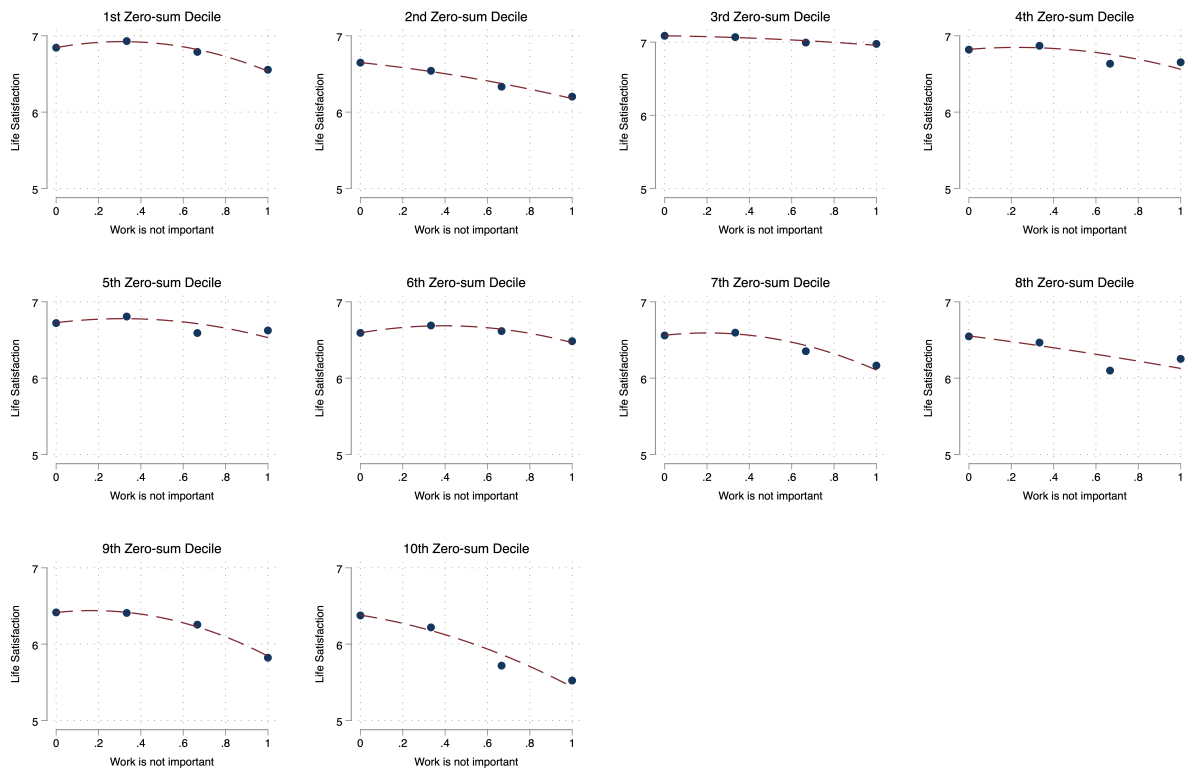 1st Zero-sum Decile
7
6
5
Life Satisfaction
0 .2 .4 .6 .8 1
Work is not important
2nd Zero-sum Decile
7
6
5
Life Satisfaction
0 .2 .4 .6 .8 1
Work is not important
3rd Zero-sum Decile
7
6
5
Life Satisfaction
0 .2 .4 .6 .8 1
Work is not important
4th Zero-sum Decile
7
6
5
Life Satisfaction
0 .2 .4 .6 .8 1
Work is not important
5th Zero-sum Decile
7
6
5
Life Satisfaction
0 .2 .4 .6 .8 1
Work is not important
6th Zero-sum Decile
7
6
5
Life Satisfaction
0 .2 .4 .6 .8 1
Work is not important
7th Zero-sum Decile
7
6
5
Life Satisfaction
0 .2 .4 .6 .8 1
Work is not important
8th Zero-sum Decile
7
6
5
Life Satisfaction
0 .2 .4 .6 .8 1
Work is not important
9th Zero-sum Decile
7
6
5
Life Satisfaction
0 .2 .4 .6 .8 1
Work is not important
10th Zero-sum Decile
7
6
5
Life Satisfaction
0 .2 .4 .6 .8 1
Work is not important